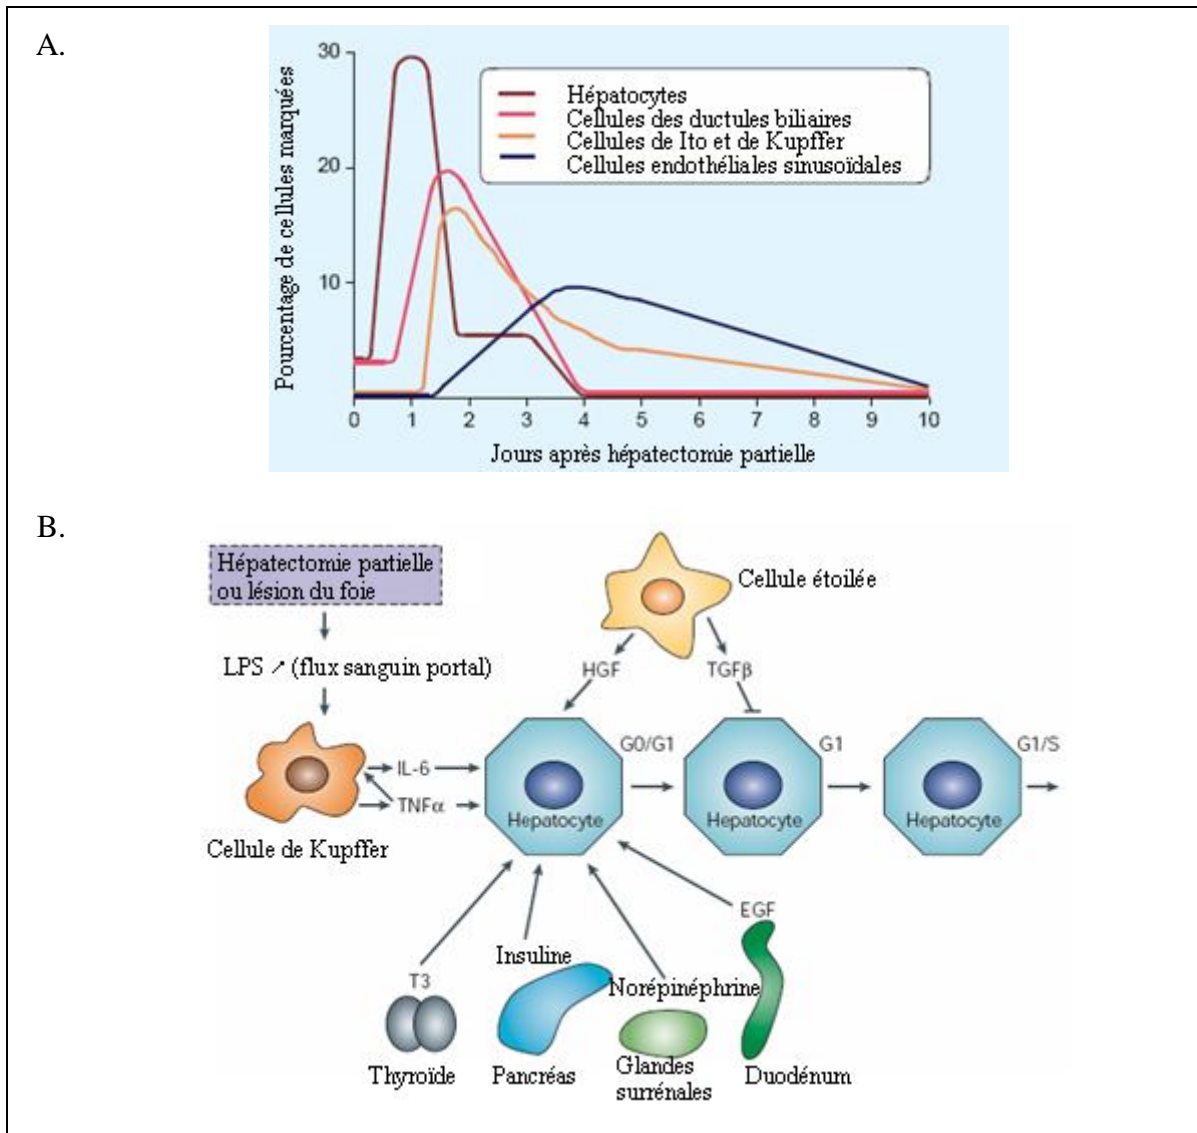 A.
30
20
10
Pourcentage de cellules marquées
Hépatocytes
Cellules des ductules biliaires
Cellules de Ito et de Kupffer
Cellules endothéliales sinusoïdales
0 1 2 3 4 5 6 7 8 9 10
Jours après hépatectomie partielle
B.
Hépatectomie partielle
ou lésion du foie
LPS ↗ (flux sanguin portal)
Cellule étoilée
HGF
TGFβ
G0/G1
G1
G1/S
IL-6
TNFα
Hepatocyte
Hepatocyte
Hepatocyte
Cellule de Kupffer
EGF
Insuline
T3
Norépinéphrine
Thyroïde
Pancréas
Glandes
surrénales
Duodénum